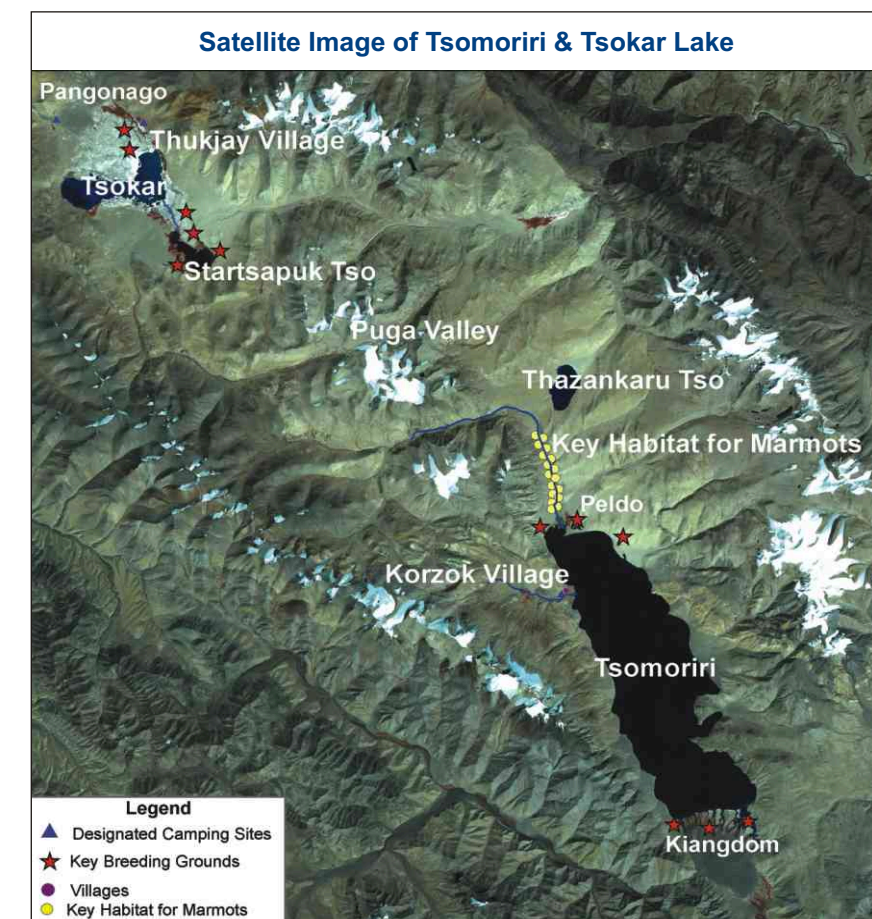 Satellite Image of Tsomoriri & Tsokar Lake
Pangonago
Thukjay Village
Tsokar
Startsapuk Tso
Puga Valley
Thazankaru Tso
Key Habitat for Marmots
Peldo
Korzok Village
Tsomoriri
Kiangdom
Legend
Designated Camping Sites
Key Breeding Grounds
Villages
Key Habitat for Marmots